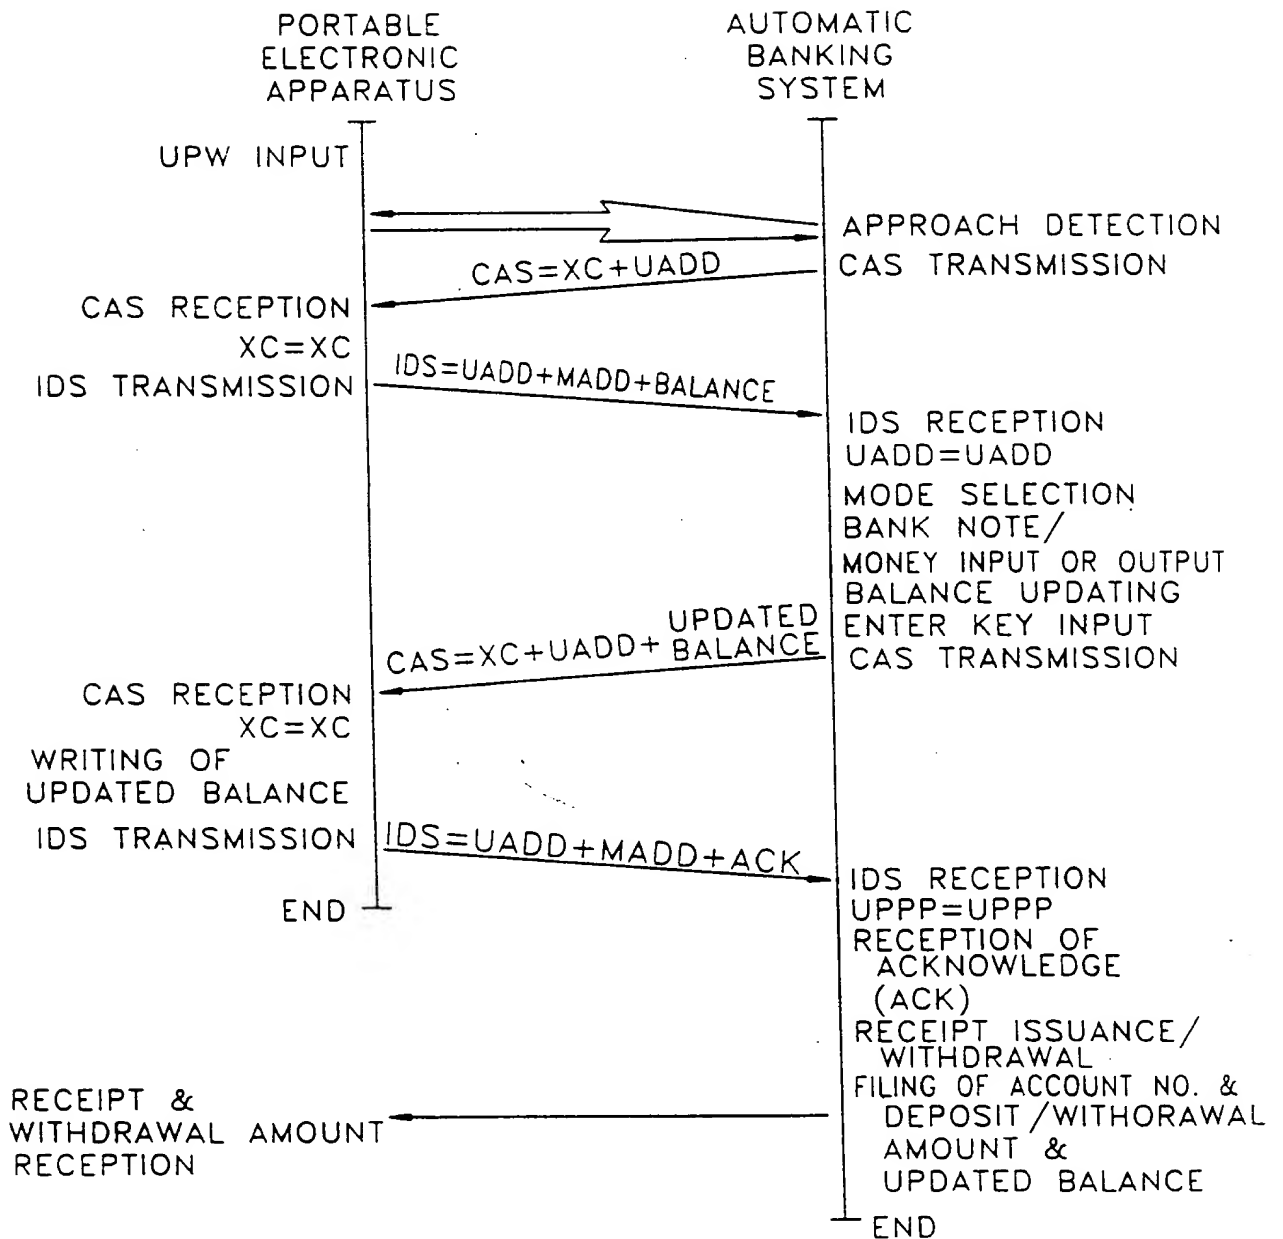 PORTABLE
ELECTRONIC
APPARATUS
AUTOMATIC
BANKING
SYSTEM
UPW INPUT
APPROACH DETECTION
CAS=XC+UADD
CAS TRANSMISSION
CAS RECEPTION
XC=XC
IDS TRANSMISSION
IDS=UADD+MADD+BALANCE
IDS RECEPTION
UADD=UADD
MODE SELECTION
BANK NOTE/
MONEY INPUT OR OUTPUT
BALANCE UPDATING
ENTER KEY INPUT
CAS TRANSMISSION
UPDATED
CAS=XC+UADD+ BALANCE
CAS RECEPTION
XC=XC
WRITING OF
UPDATED BALANCE
IDS TRANSMISSION
IDS=UADD+MADD+ACK
END
IDS RECEPTION
UPPP=UPPP
RECEPTION OF
ACKNOWLEDGE
(ACK)
RECEIPT ISSUANCE/
WITHDRAWAL
FILING OF ACCOUNT NO. &
DEPOSIT/WITHORAWAL
AMOUNT &
UPDATED BALANCE
RECEIPT &
WITHDRAWAL AMOUNT
RECEPTION
END